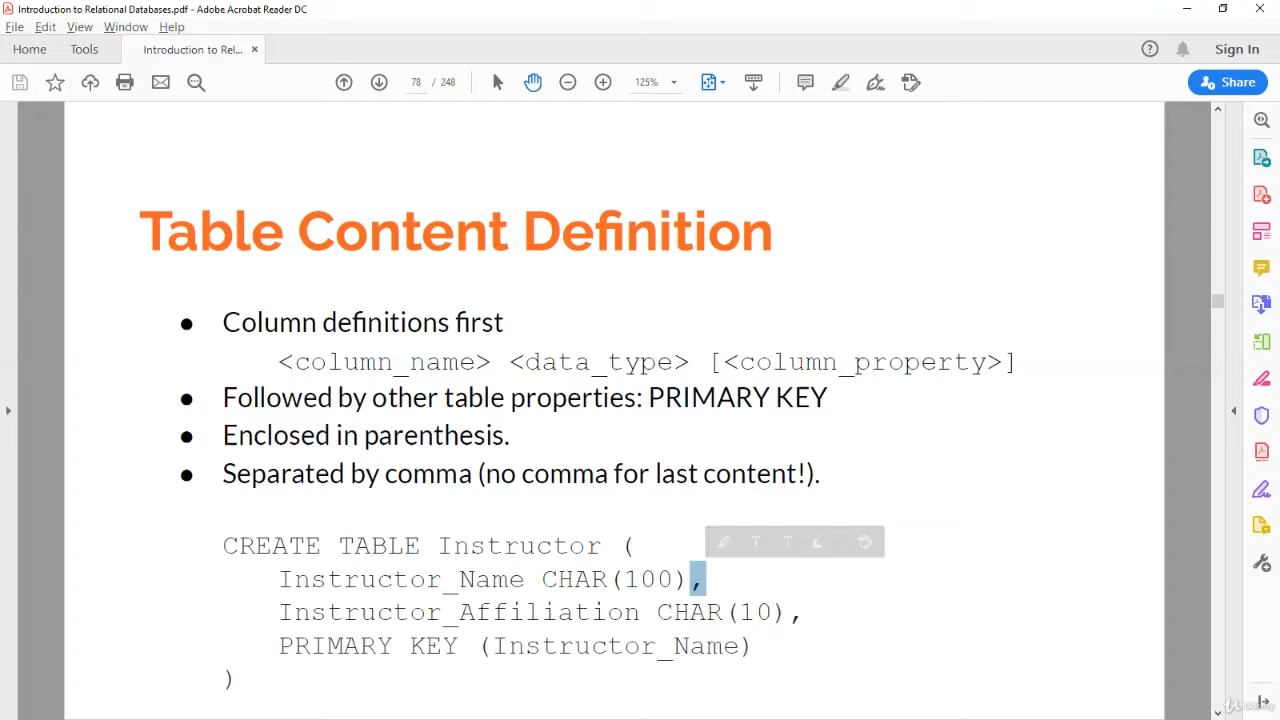 Introduction to Relational Databases.pdf - Adobe Acrobat Reader DC
File Edit View Window Help
Home Tools Introduction to Rel... × Sign In
78 / 248 125% Share
Table Content Definition
● Column definitions first
<column_name> <data_type> [<column_property>]
● Followed by other table properties: PRIMARY KEY
● Enclosed in parenthesis.
● Separated by comma (no comma for last content!).
CREATE TABLE Instructor (
Instructor_Name CHAR(100),
Instructor_Affiliation CHAR(10),
PRIMARY KEY (Instructor_Name)
)
Udemy